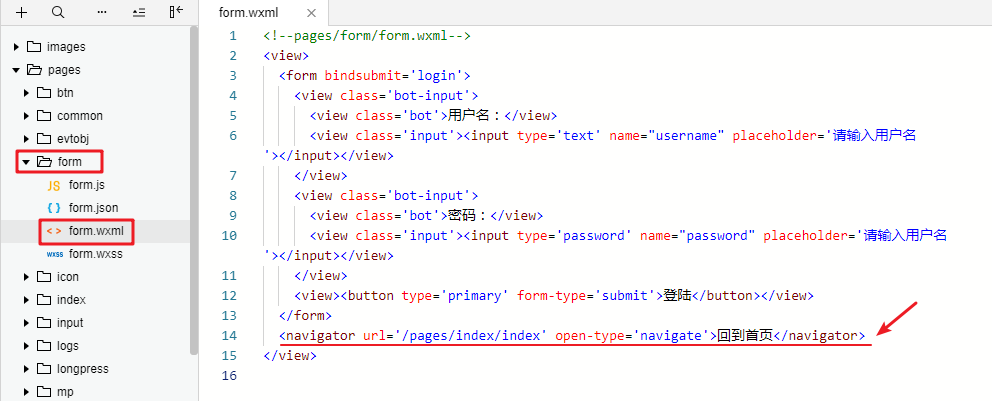 form.wxml ×
images
pages
btn
common
evtobj
form
JS form.js
{ } form.json
< > form.wxml
wxss form.wxss
icon
index
input
logs
longpress
mp
1 <!--pages/form/form.wxml-->
2 <view>
3 <form bindsubmit='login'>
4 <view class='bot-input'>
5 <view class='bot'>用户名：</view>
6 <view class='input'><input type='text' name="username" placeholder='请输入用户名
'></input></view>
7 </view>
8 <view class='bot-input'>
9 <view class='bot'>密码：</view>
10 <view class='input'><input type='password' name="password" placeholder='请输入用户名
'></input></view>
11 </view>
12 <view><button type='primary' form-type='submit'>登陆</button></view>
13 </form>
14 <navigator url='/pages/index/index' open-type='navigate'>回到首页</navigator>
15 </view>
16